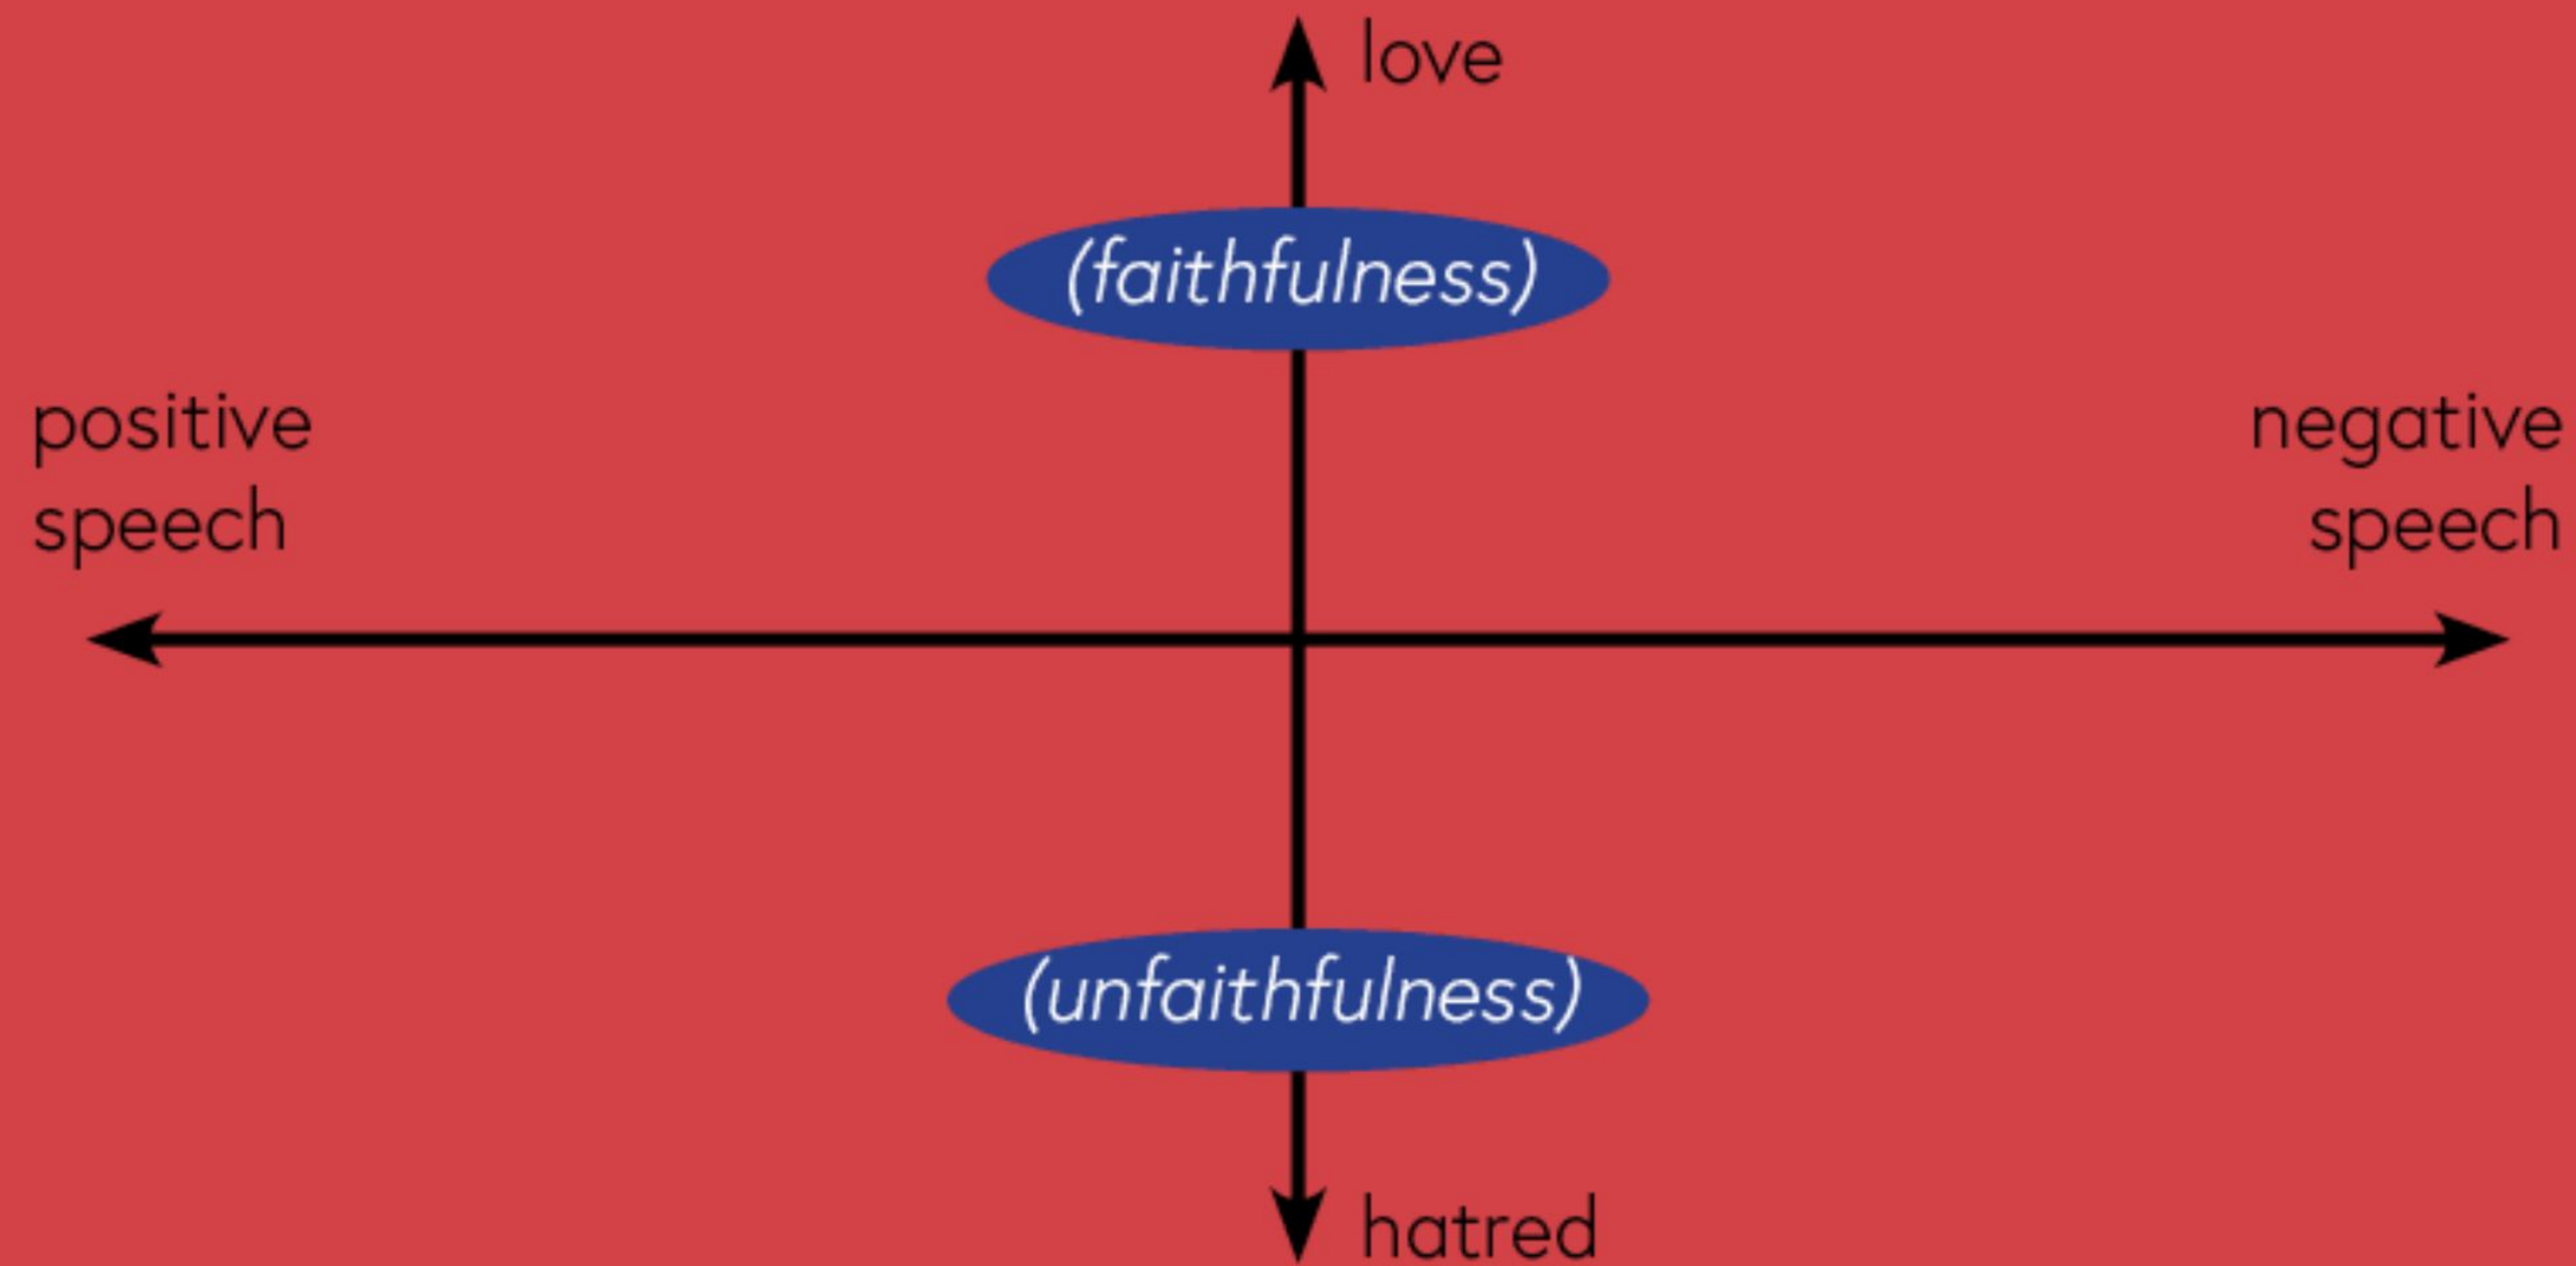 love
(faithfulness)
positive
speech
negative
speech
(unfaithfulness)
hatred